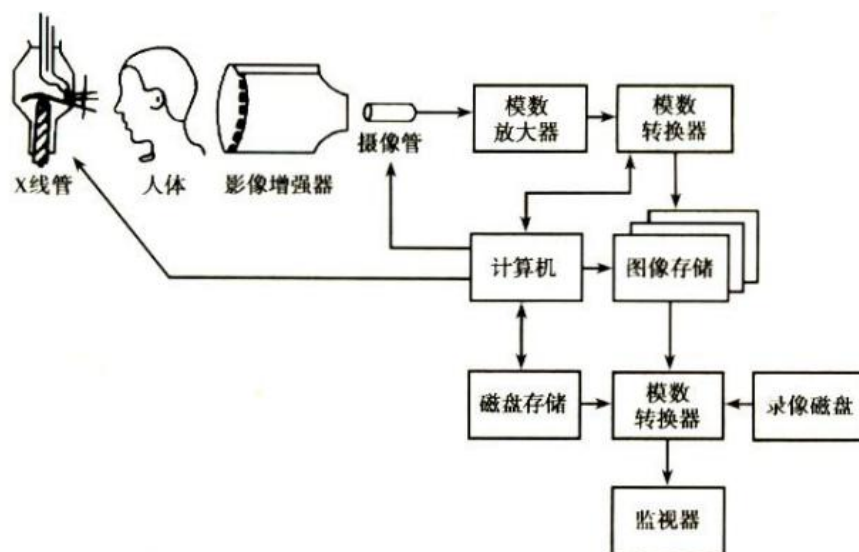 模数
放大器
模数
转换器
摄像管
X线管
人体
影像增强器
计算机
图像存储
磁盘存储
模数
转换器
录像磁盘
监视器